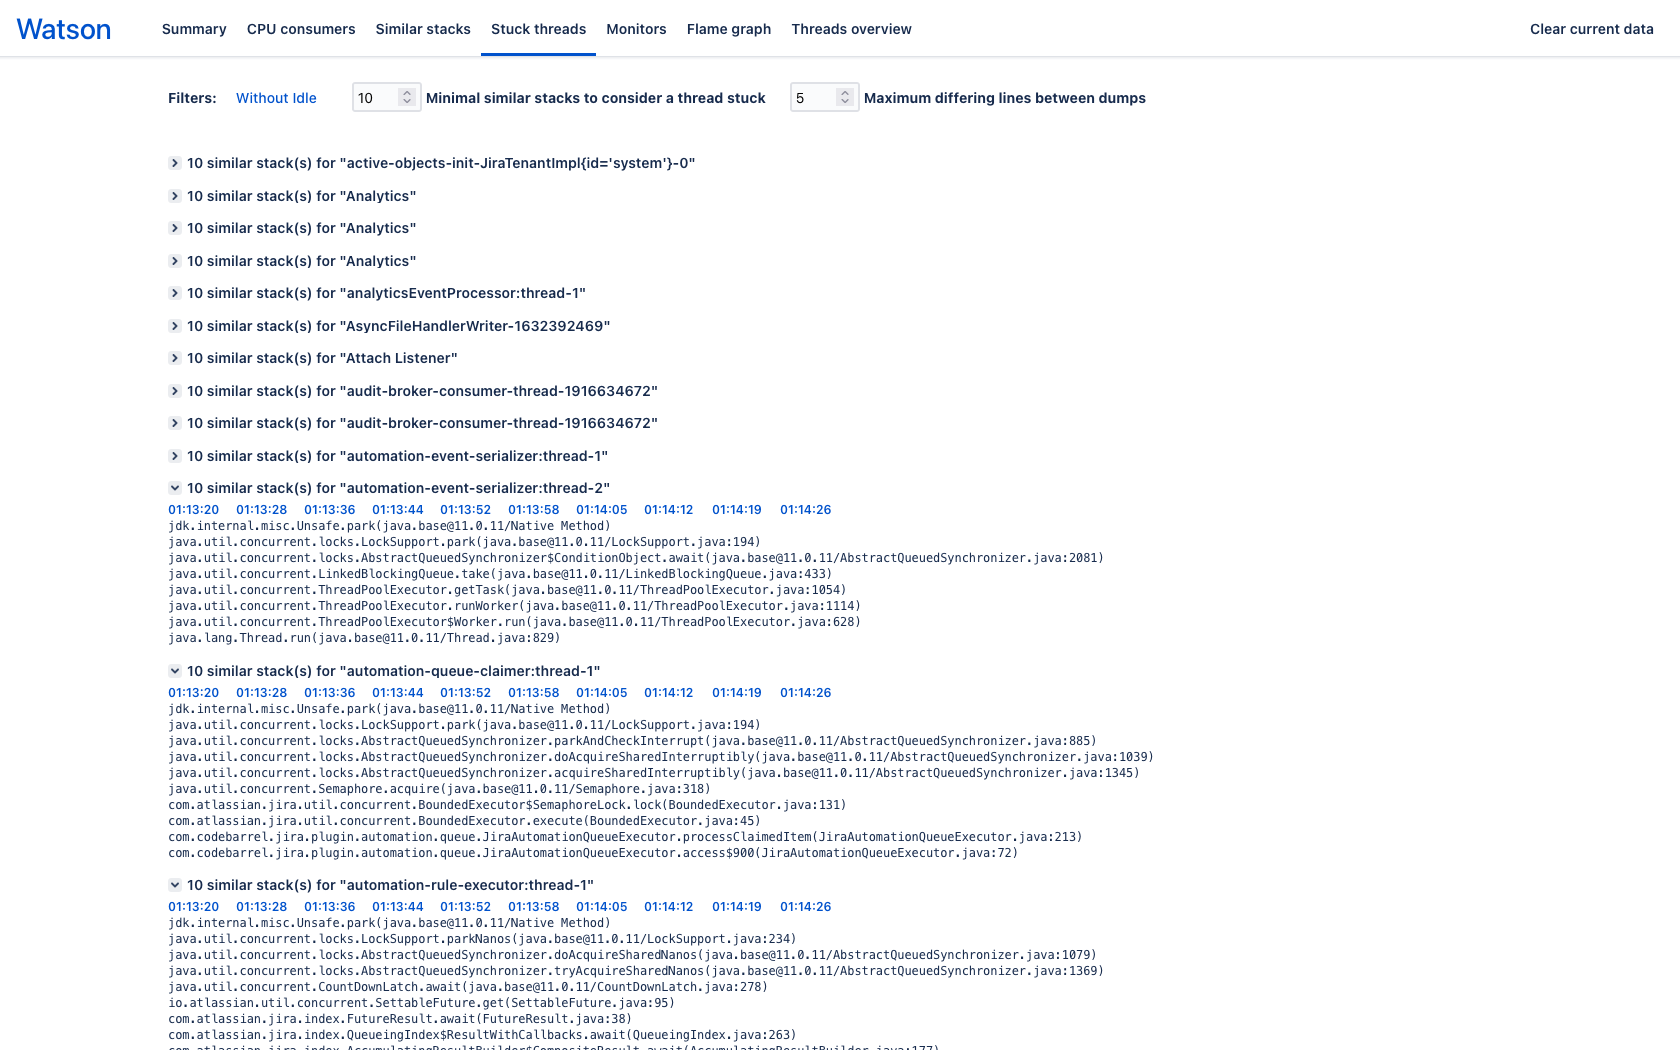 Watson Summary CPU consumers Similar stacks Stuck threads Monitors Flame graph Threads overview Clear current data
Filters: Without Idle 10 Minimal similar stacks to consider a thread stuck 5 Maximum differing lines between dumps
10 similar stack(s) for "active-objects-init-JiraTenantImpl{id='system'}-0"
10 similar stack(s) for "Analytics"
10 similar stack(s) for "Analytics"
10 similar stack(s) for "Analytics"
10 similar stack(s) for "analyticsEventProcessor:thread-1"
10 similar stack(s) for "AsyncFileHandlerWriter-1632392469"
10 similar stack(s) for "Attach Listener"
10 similar stack(s) for "audit-broker-consumer-thread-1916634672"
10 similar stack(s) for "audit-broker-consumer-thread-1916634672"
10 similar stack(s) for "automation-event-serializer:thread-1"
10 similar stack(s) for "automation-event-serializer:thread-2"
01:13:20 01:13:28 01:13:36 01:13:44 01:13:52 01:13:58 01:14:05 01:14:12 01:14:19 01:14:26
jdk.internal.misc.Unsafe.park(java.base@11.0.11/Native Method)
java.util.concurrent.locks.LockSupport.park(java.base@11.0.11/LockSupport.java:194)
java.util.concurrent.locks.AbstractQueuedSynchronizer$ConditionObject.await(java.base@11.0.11/AbstractQueuedSynchronizer.java:2081)
java.util.concurrent.LinkedBlockingQueue.take(java.base@11.0.11/LinkedBlockingQueue.java:433)
java.util.concurrent.ThreadPoolExecutor.getTask(java.base@11.0.11/ThreadPoolExecutor.java:1054)
java.util.concurrent.ThreadPoolExecutor.runWorker(java.base@11.0.11/ThreadPoolExecutor.java:1114)
java.util.concurrent.ThreadPoolExecutor$Worker.run(java.base@11.0.11/ThreadPoolExecutor.java:628)
java.lang.Thread.run(java.base@11.0.11/Thread.java:829)
10 similar stack(s) for "automation-queue-claimer:thread-1"
01:13:20 01:13:28 01:13:36 01:13:44 01:13:52 01:13:58 01:14:05 01:14:12 01:14:19 01:14:26
jdk.internal.misc.Unsafe.park(java.base@11.0.11/Native Method)
java.util.concurrent.locks.LockSupport.park(java.base@11.0.11/LockSupport.java:194)
java.util.concurrent.locks.AbstractQueuedSynchronizer.parkAndCheckInterrupt(java.base@11.0.11/AbstractQueuedSynchronizer.java:885)
java.util.concurrent.locks.AbstractQueuedSynchronizer.doAcquireSharedInterruptibly(java.base@11.0.11/AbstractQueuedSynchronizer.java:1039)
java.util.concurrent.locks.AbstractQueuedSynchronizer.acquireSharedInterruptibly(java.base@11.0.11/AbstractQueuedSynchronizer.java:1345)
java.util.concurrent.Semaphore.acquire(java.base@11.0.11/Semaphore.java:318)
com.atlassian.jira.util.concurrent.BoundedExecutor$SemaphoreLock.lock(BoundedExecutor.java:131)
com.atlassian.jira.util.concurrent.BoundedExecutor.execute(BoundedExecutor.java:45)
com.codebarrel.jira.plugin.automation.queue.JiraAutomationQueueExecutor.processClaimedItem(JiraAutomationQueueExecutor.java:213)
com.codebarrel.jira.plugin.automation.queue.JiraAutomationQueueExecutor.access$900(JiraAutomationQueueExecutor.java:72)
10 similar stack(s) for "automation-rule-executor:thread-1"
01:13:20 01:13:28 01:13:36 01:13:44 01:13:52 01:13:58 01:14:05 01:14:12 01:14:19 01:14:26
jdk.internal.misc.Unsafe.park(java.base@11.0.11/Native Method)
java.util.concurrent.locks.LockSupport.parkNanos(java.base@11.0.11/LockSupport.java:234)
java.util.concurrent.locks.AbstractQueuedSynchronizer.doAcquireSharedNanos(java.base@11.0.11/AbstractQueuedSynchronizer.java:1079)
java.util.concurrent.locks.AbstractQueuedSynchronizer.tryAcquireSharedNanos(java.base@11.0.11/AbstractQueuedSynchronizer.java:1369)
java.util.concurrent.CountDownLatch.await(java.base@11.0.11/CountDownLatch.java:278)
io.atlassian.util.concurrent.SettableFuture.get(SettableFuture.java:95)
com.atlassian.jira.index.FutureResult.await(FutureResult.java:38)
com.atlassian.jira.index.QueueingIndex$ResultWithCallbacks.await(QueueingIndex.java:263)
com.atlassian.jira.index.AccumulatingResultBuilder$CompositeResult.await(AccumulatingResultBuilder.java:177)